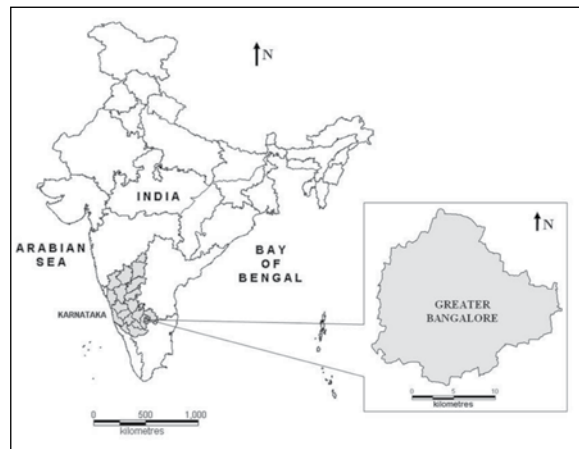 N
INDIA
ARABIAN
SEA
BAY
OF
BENGAL
KARNATAKA
0 500 1,000
kilometres
N
GREATER
BANGALORE
0 5 10
kilometres